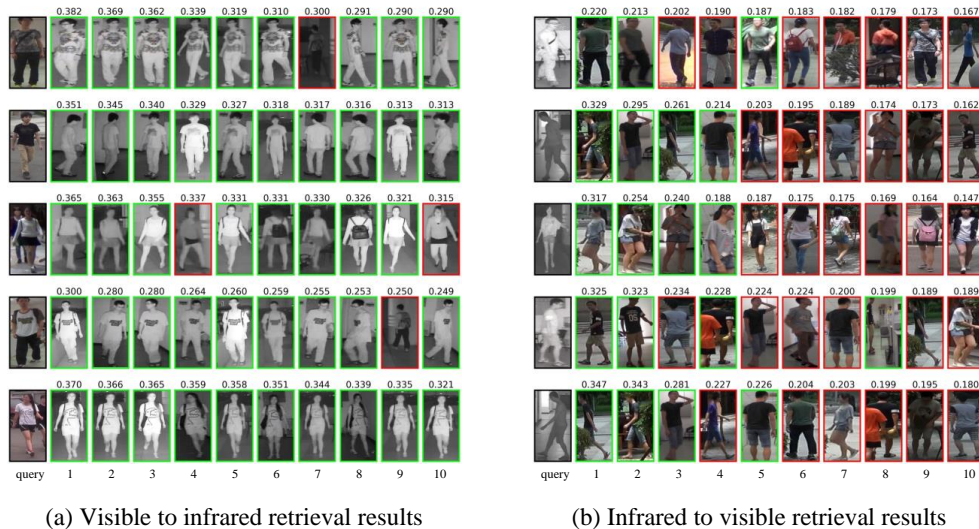 0.382 0.369 0.362 0.339 0.319 0.310 0.300 0.291 0.290 0.290
0.351 0.345 0.340 0.329 0.327 0.318 0.317 0.316 0.313 0.313
0.365 0.363 0.355 0.337 0.331 0.331 0.330 0.326 0.321 0.315
0.300 0.280 0.280 0.264 0.260 0.259 0.255 0.253 0.250 0.249
0.370 0.366 0.365 0.359 0.358 0.351 0.344 0.339 0.335 0.321
query 1 2 3 4 5 6 7 8 9 10
(a) Visible to infrared retrieval results
0.220 0.213 0.202 0.190 0.187 0.183 0.182 0.179 0.173 0.167
0.329 0.295 0.261 0.214 0.203 0.195 0.189 0.174 0.173 0.162
0.317 0.254 0.240 0.188 0.187 0.175 0.175 0.169 0.164 0.147
0.325 0.323 0.234 0.228 0.224 0.224 0.200 0.199 0.189 0.189
0.347 0.343 0.281 0.227 0.226 0.204 0.203 0.199 0.195 0.180
query 1 2 3 4 5 6 7 8 9 10
(b) Infrared to visible retrieval results